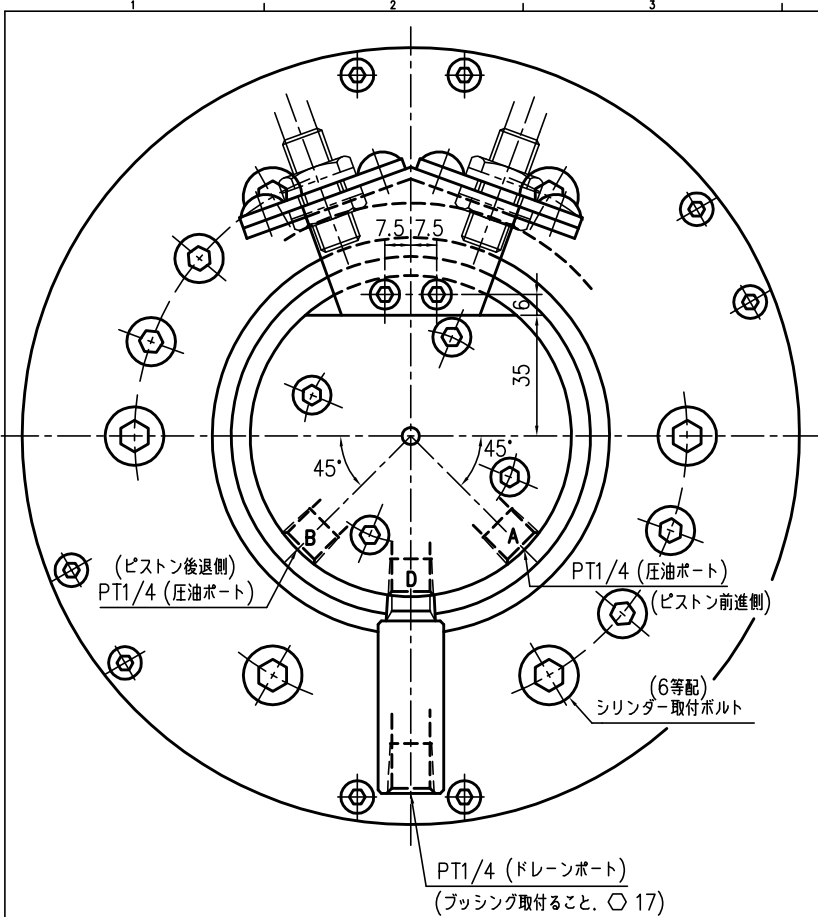 1 2 3
7.5 7.5
6
35
45°
45°
B
A
D
(ピストン後退側)
PT1/4 (圧油ポート)
PT1/4 (圧油ポート)
(ピストン前進側)
(6等配)
シリンダー取付ボルト
PT1/4 (ドレーンポート)
(ブッシング取付ること. ⬡ 17)